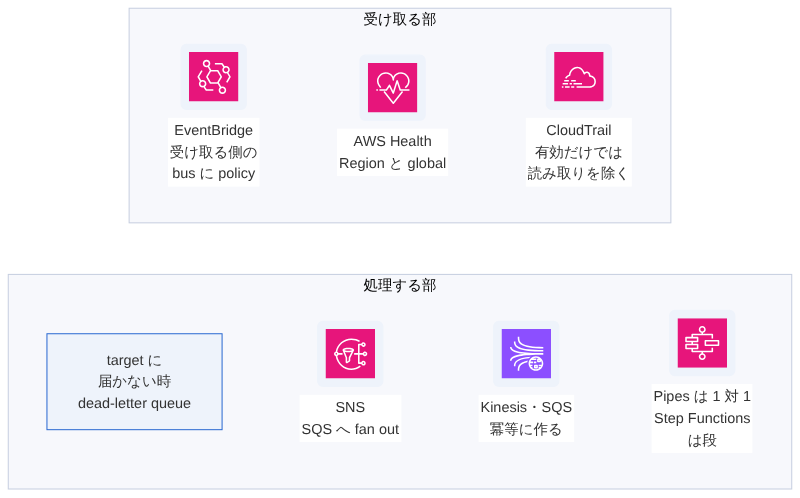 受け取る部
EventBridge
受け取る側の
bus に policy
AWS Health
Region と global
CloudTrail
有効だけでは
読み取りを除く
処理する部
target に
届かない時
dead-letter queue
SNS
SQS へ fan out
Kinesis・SQS
冪等に作る
Pipes は 1 対 1
Step Functions
は段